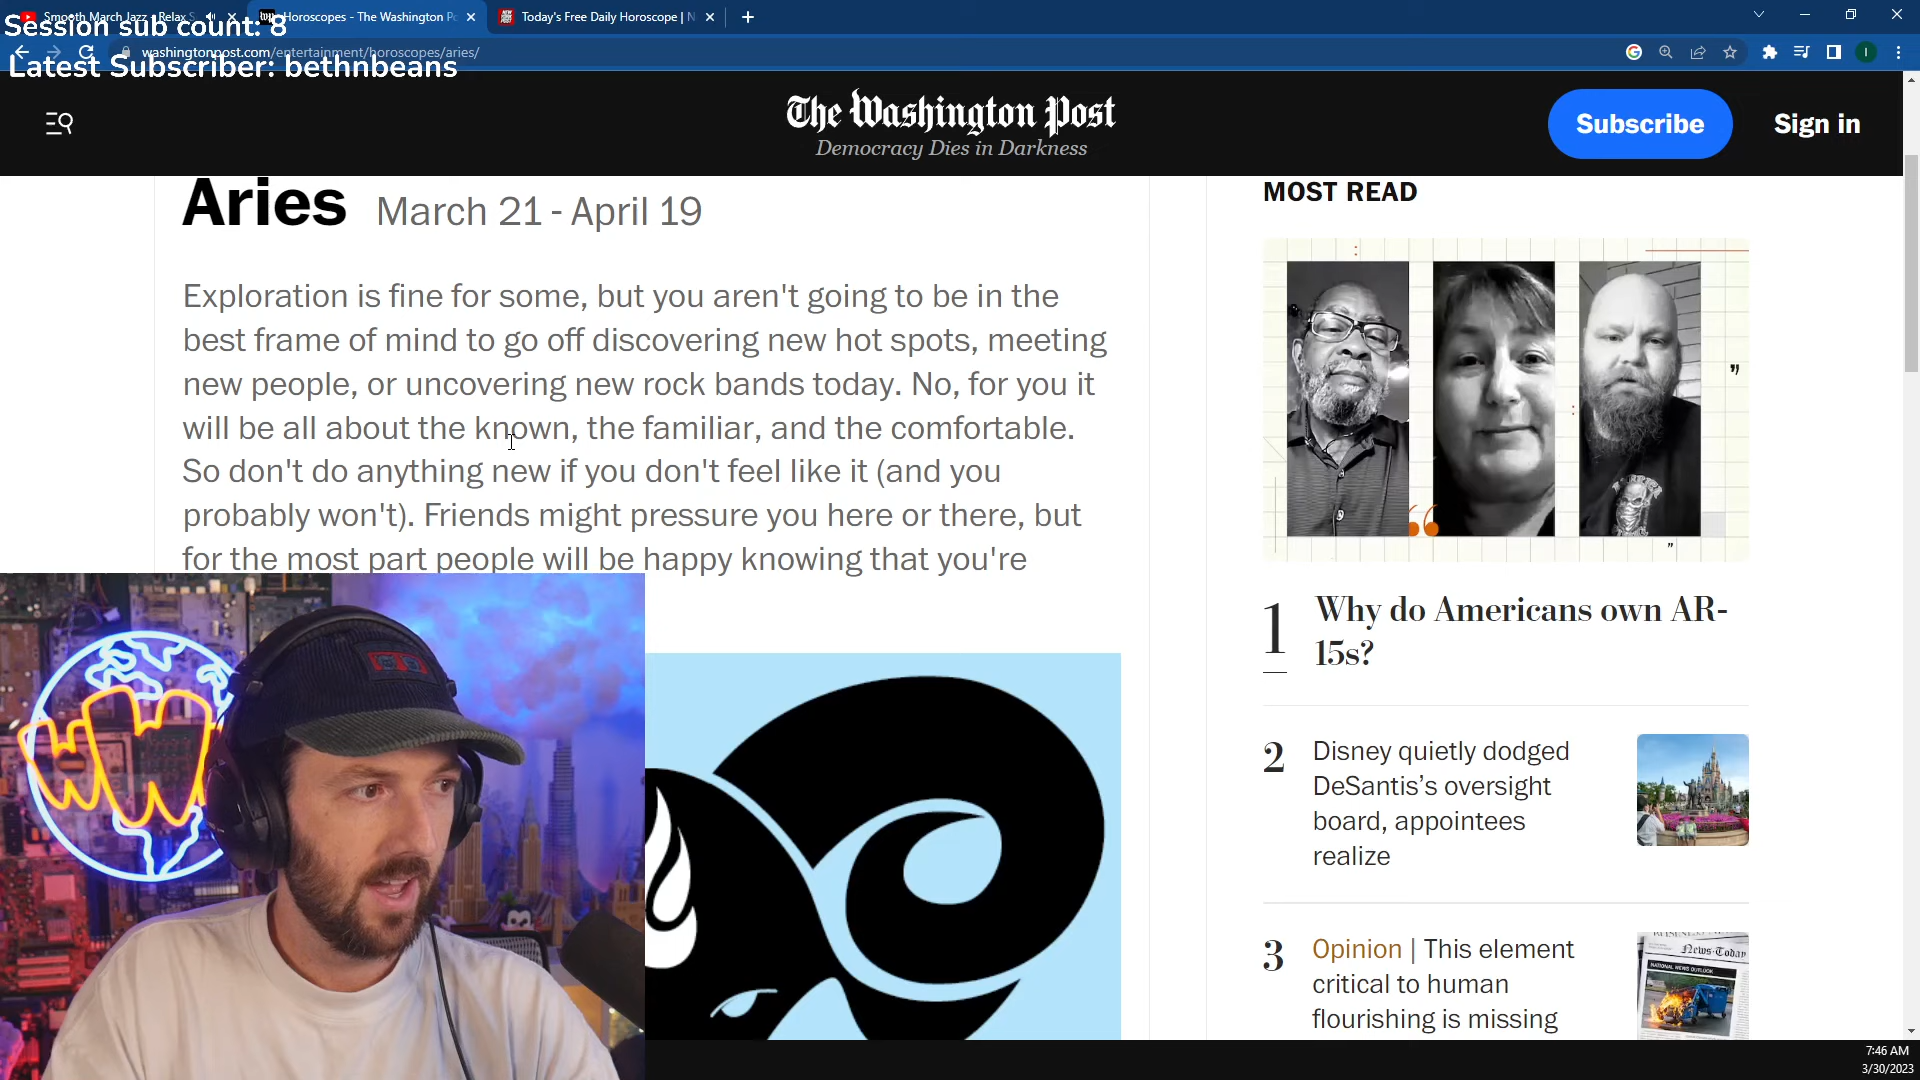 Smooth March Jazz - Relax S
Horoscopes - The Washington Po
Today's Free Daily Horoscope | N
Session sub count: 8
washingtonpost.com/entertainment/horoscopes/aries/
Latest Subscriber: bethnbeans
The Washington Post
Democracy Dies in Darkness
Subscribe
Sign in
Aries March 21 - April 19
Exploration is fine for some, but you aren't going to be in the
best frame of mind to go off discovering new hot spots, meeting
new people, or uncovering new rock bands today. No, for you it
will be all about the known, the familiar, and the comfortable.
So don't do anything new if you don't feel like it (and you
probably won't). Friends might pressure you here or there, but
for the most part people will be happy knowing that you're
MOST READ
1
Why do Americans own AR-
15s?
2
Disney quietly dodged
DeSantis’s oversight
board, appointees
realize
3
Opinion | This element
critical to human
flourishing is missing
News Today
NATIONAL NEWS OUTLOOK
WW
7:46 AM
3/30/2023